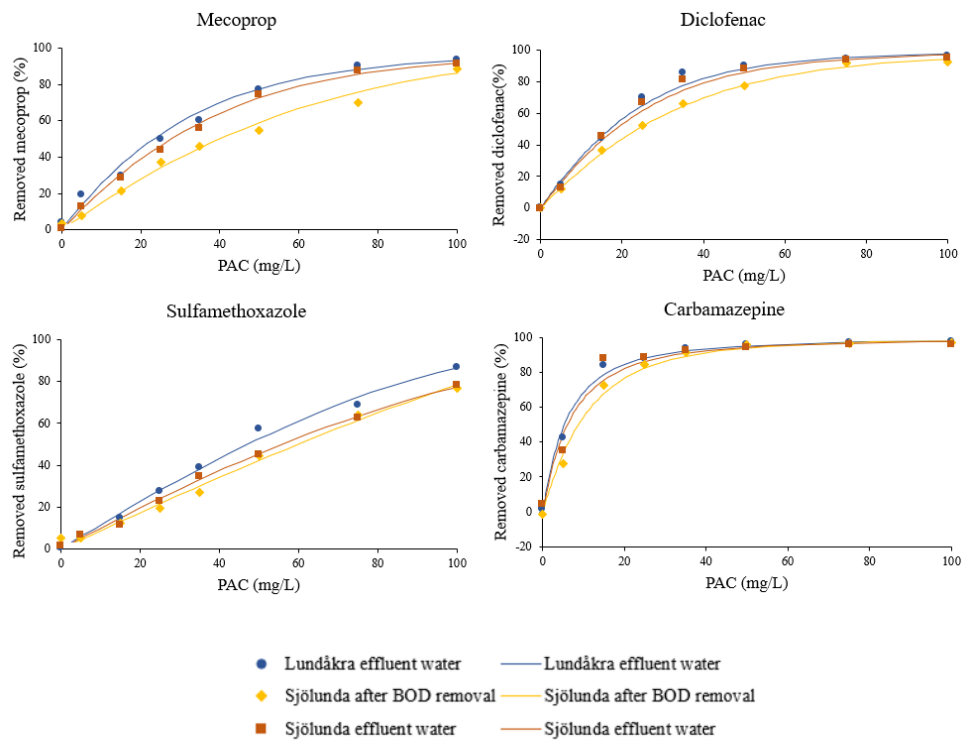 Mecoprop
Removed mecoprop (%)
100
80
60
40
20
0
0 20 40 60 80 100
PAC (mg/L)
Diclofenac
Removed diclofenac(%)
100
80
60
40
20
0
-20
0 20 40 60 80 100
PAC (mg/L)
Sulfamethoxazole
Removed sulfamethoxazole (%)
100
80
60
40
20
0
0 20 40 60 80 100
PAC (mg/L)
Carbamazepine
Removed carbamazepine (%)
100
80
60
40
20
0
-20
0 20 40 60 80 100
PAC (mg/L)
Lundåkra effluent water Lundåkra effluent water
Sjölunda after BOD removal Sjölunda after BOD removal
Sjölunda effluent water Sjölunda effluent water